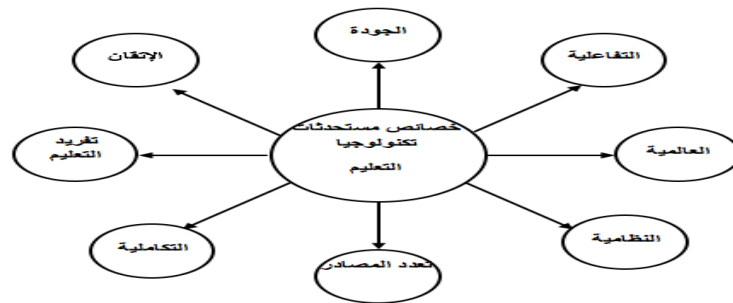 الجودة
التفاعلية
الإتقان
خصائص مستحدثات
تكنولوجيا
التعليم
العالمية
تفريد
التعليم
النظامية
التكاملية
تعدد المصادر